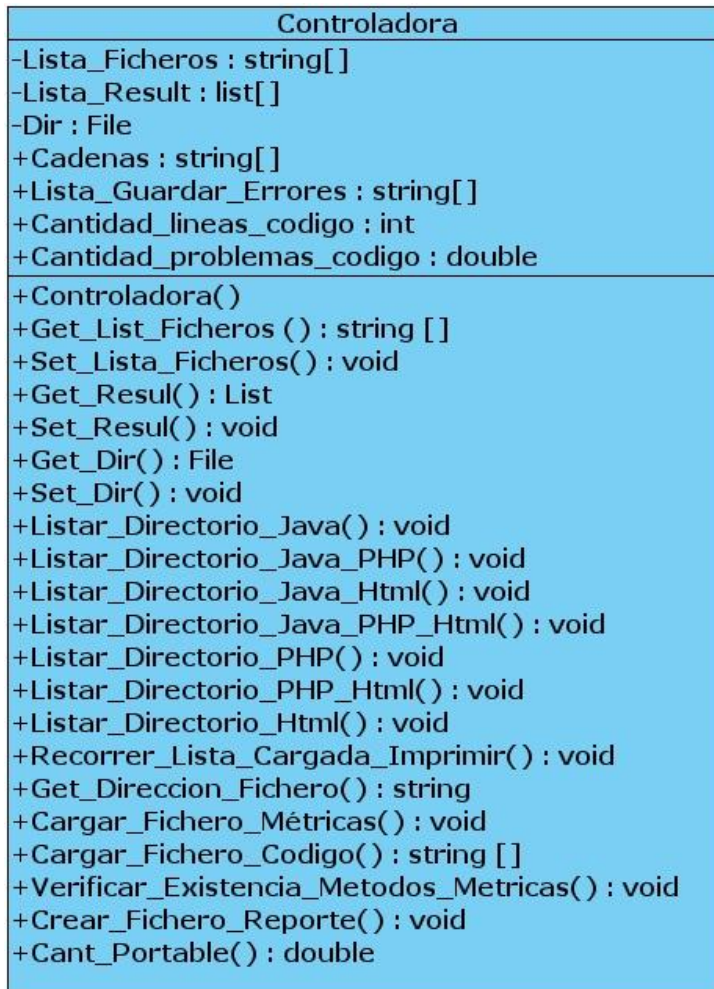 Controladora
-Lista_Ficheros : string[]
-Lista_Result : list[]
-Dir : File
+Cadenas : string[]
+Lista_Guardar_Errores : string[]
+Cantidad_lineas_codigo : int
+Cantidad_problemas_codigo : double
+Controladora()
+Get_List_Ficheros () : string []
+Set_Lista_Ficheros() : void
+Get_Resul() : List
+Set_Resul() : void
+Get_Dir() : File
+Set_Dir() : void
+Listar_Directorio_Java() : void
+Listar_Directorio_Java_PHP() : void
+Listar_Directorio_Java_Html() : void
+Listar_Directorio_Java_PHP_Html() : void
+Listar_Directorio_PHP() : void
+Listar_Directorio_PHP_Html() : void
+Listar_Directorio_Html() : void
+Recorrer_Lista_Cargada_Imprimir() : void
+Get_Direccion_Fichero() : string
+Cargar_Fichero_Métricas() : void
+Cargar_Fichero_Codigo() : string []
+Verificar_Existencia_Metodos_Metricas() : void
+Crear_Fichero_Reporte() : void
+Cant_Portable() : double